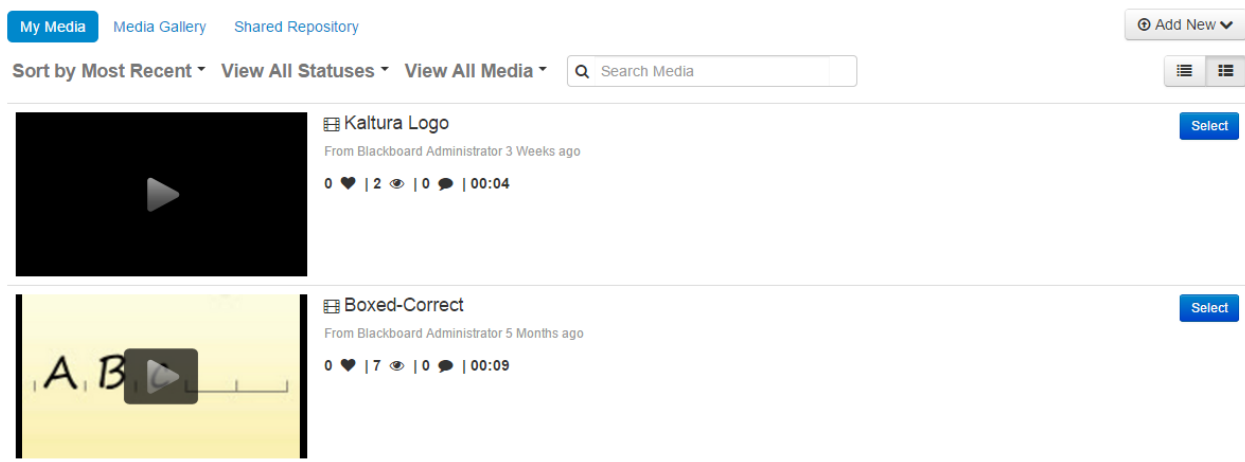 My Media Media Gallery Shared Repository Add New
Sort by Most Recent View All Statuses View All Media Search Media
Kaltura Logo Select
From Blackboard Administrator 3 Weeks ago
0 | 2 | 0 | 00:04
Boxed-Correct Select
From Blackboard Administrator 5 Months ago
0 | 7 | 0 | 00:09
A B C